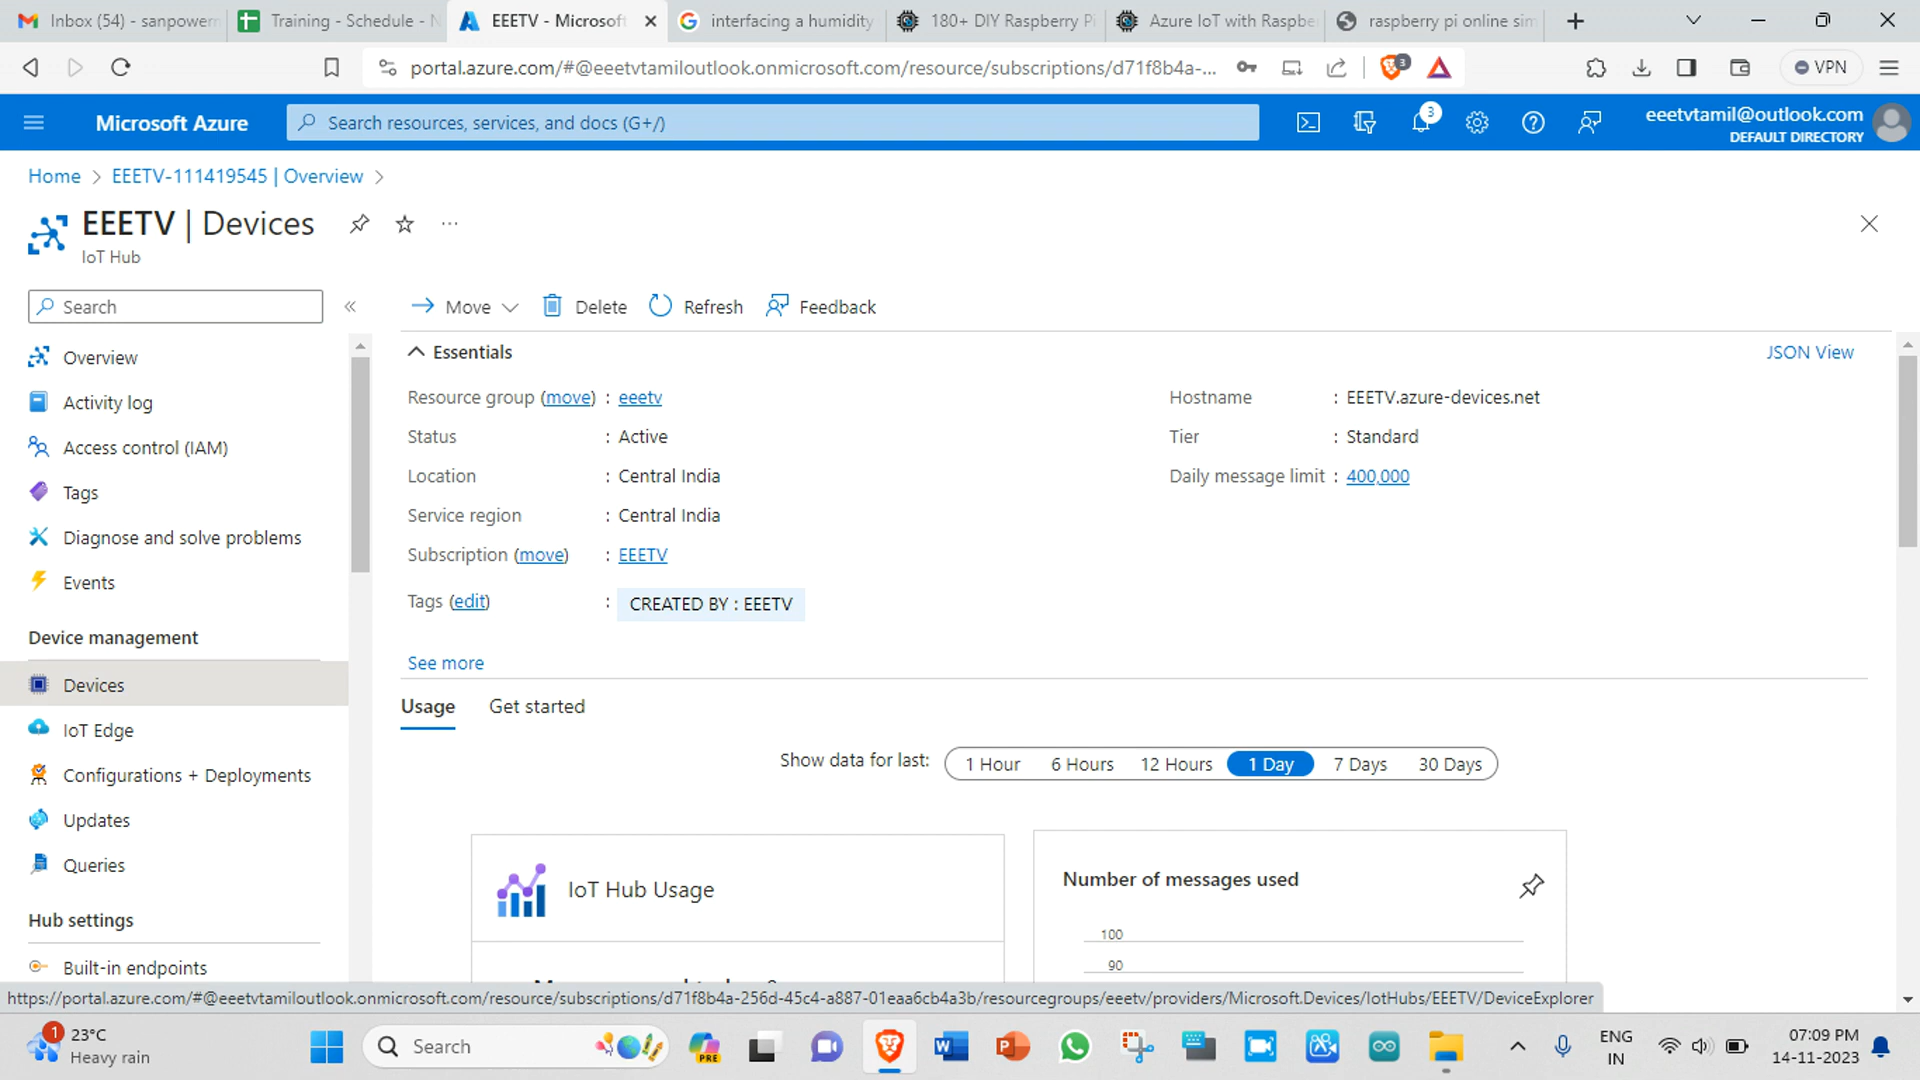 Inbox (54) - sanpowern
Training - Schedule - N
EEETV - Microsoft
interfacing a humidity
180+ DIY Raspberry Pi
Azure IoT with Raspbe
raspberry pi online sim
portal.azure.com/#@eeetvtamiloutlook.onmicrosoft.com/resource/subscriptions/d71f8b4a-...
3
VPN
Microsoft Azure
Search resources, services, and docs (G+/)
3
eeetvtamil@outlook.com
DEFAULT DIRECTORY
Home > EEETV-111419545 | Overview >
EEETV | Devices
IoT Hub
Search
Move
Delete
Refresh
Feedback
Overview
Activity log
Access control (IAM)
Tags
Diagnose and solve problems
Events
Device management
Devices
IoT Edge
Configurations + Deployments
Updates
Queries
Hub settings
Built-in endpoints
Essentials
JSON View
Resource group (move) : eeetv
Status : Active
Location : Central India
Service region : Central India
Subscription (move) : EEETV
Tags (edit) : CREATED BY : EEETV
Hostname : EEETV.azure-devices.net
Tier : Standard
Daily message limit : 400,000
See more
Usage
Get started
Show data for last:
1 Hour
6 Hours
12 Hours
1 Day
7 Days
30 Days
IoT Hub Usage
Number of messages used
100
90
https://portal.azure.com/#@eeetvtamiloutlook.onmicrosoft.com/resource/subscriptions/d71f8b4a-256d-45c4-a887-01eaa6cb4a3b/resourcegroups/eeetv/providers/Microsoft.Devices/IotHubs/EEETV/DeviceExplorer
1
23°C
Heavy rain
Search
PRE
ENG
IN
07:09 PM
14-11-2023